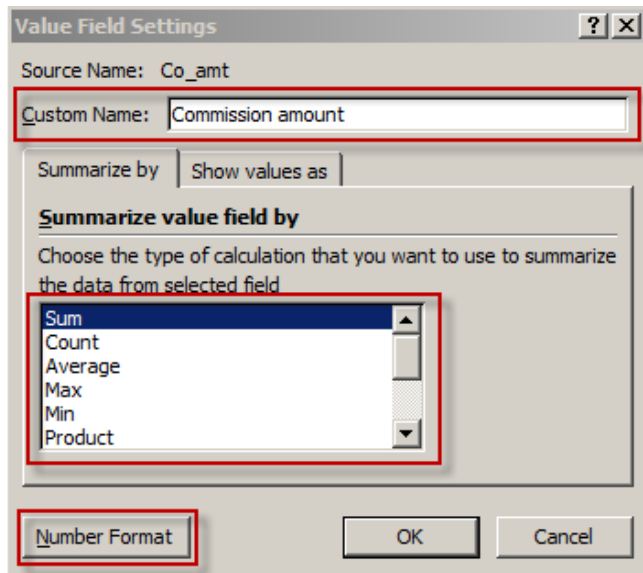 Value Field Settings
Source Name: Co_amt
Custom Name: Commission amount
Summarize by Show values as
Summarize value field by
Choose the type of calculation that you want to use to summarize
the data from selected field
Sum
Count
Average
Max
Min
Product
Number Format OK Cancel